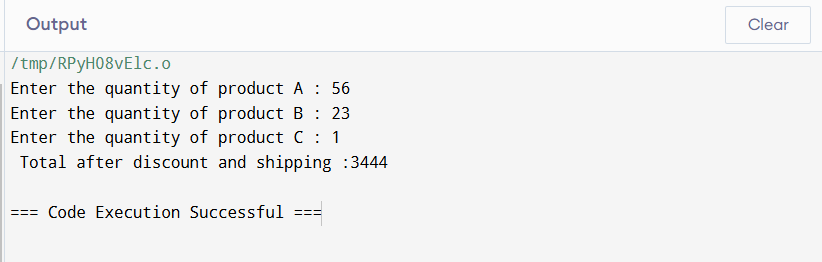 Output
Clear
/tmp/RPyH08vElc.o
Enter the quantity of product A : 56
Enter the quantity of product B : 23
Enter the quantity of product C : 1
Total after discount and shipping :3444
=== Code Execution Successful ===